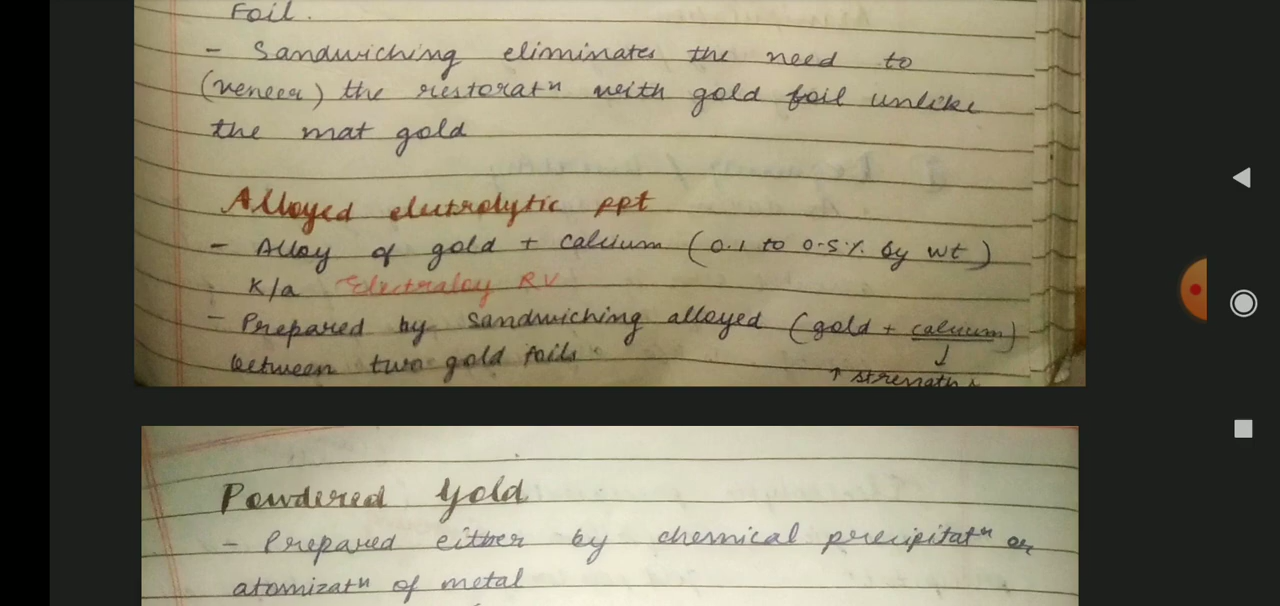 Foil.
- Sandwiching eliminates the need to
(veneer) the restoratn with gold foil unlike
the mat gold
Alloyed electrolytic ppt
- Alloy of gold + calcium (0.1 to 0.5% by wt)
K/a Electraloy RV
- Prepared by sandwiching alloyed (gold + calcium)
between two gold foils.
↓
↑ strength
Powdered Gold
- Prepared either by chemical precipitatn or
atomizatn of metal